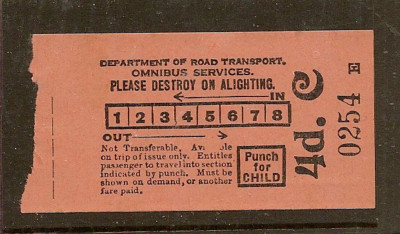 DEPARTMENT OF ROAD TRANSPORT.
OMNIBUS SERVICES.
PLEASE DESTROY ON ALIGHTING.
IN
1 2 3 4 5 6 7 8
OUT
Not Transferable,
on trip of issue only. Entitles
passenger to travel into section
indicated by punch. Must be
shown on demand, or another
fare paid.
Punch
for
CHILD
4d. C
0254 E